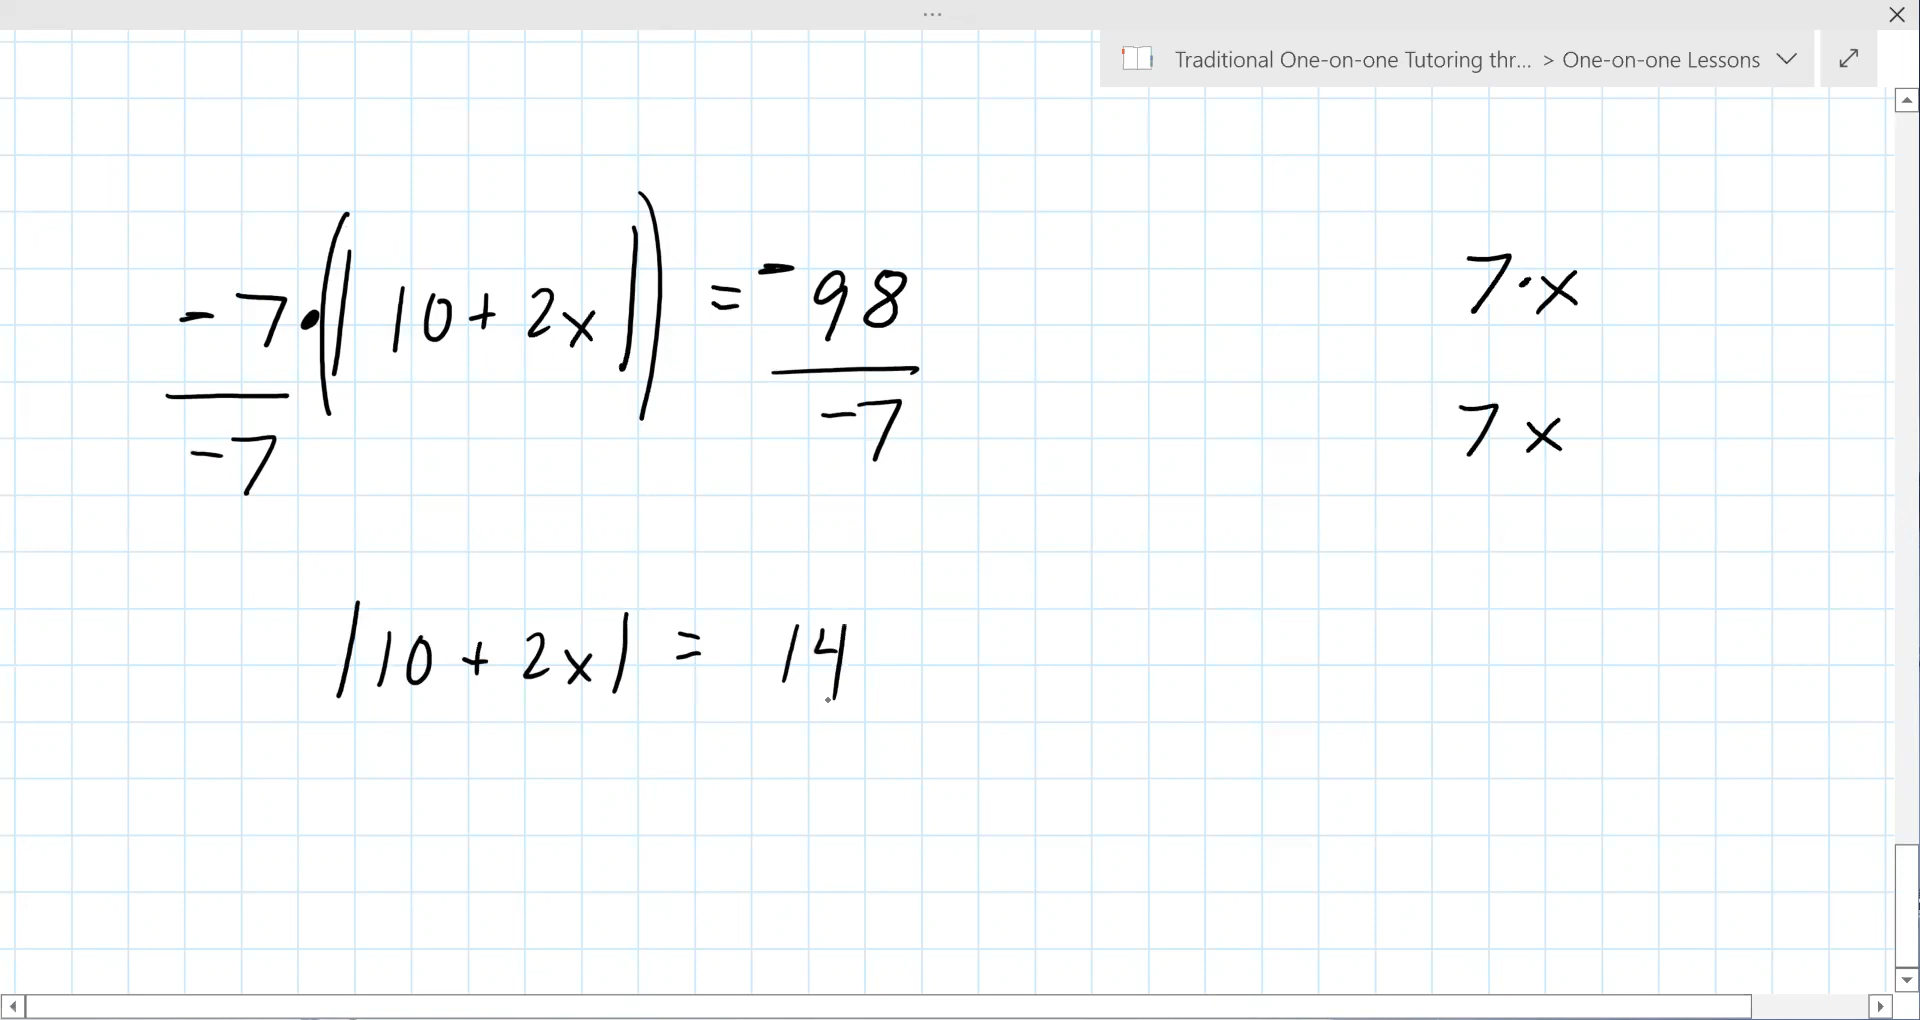 ...
Traditional One-on-one Tutoring thr... > One-on-one Lessons
-7•(|10+2x|) = -98
-7 -7
|10 + 2x| = 14
7·x
7x